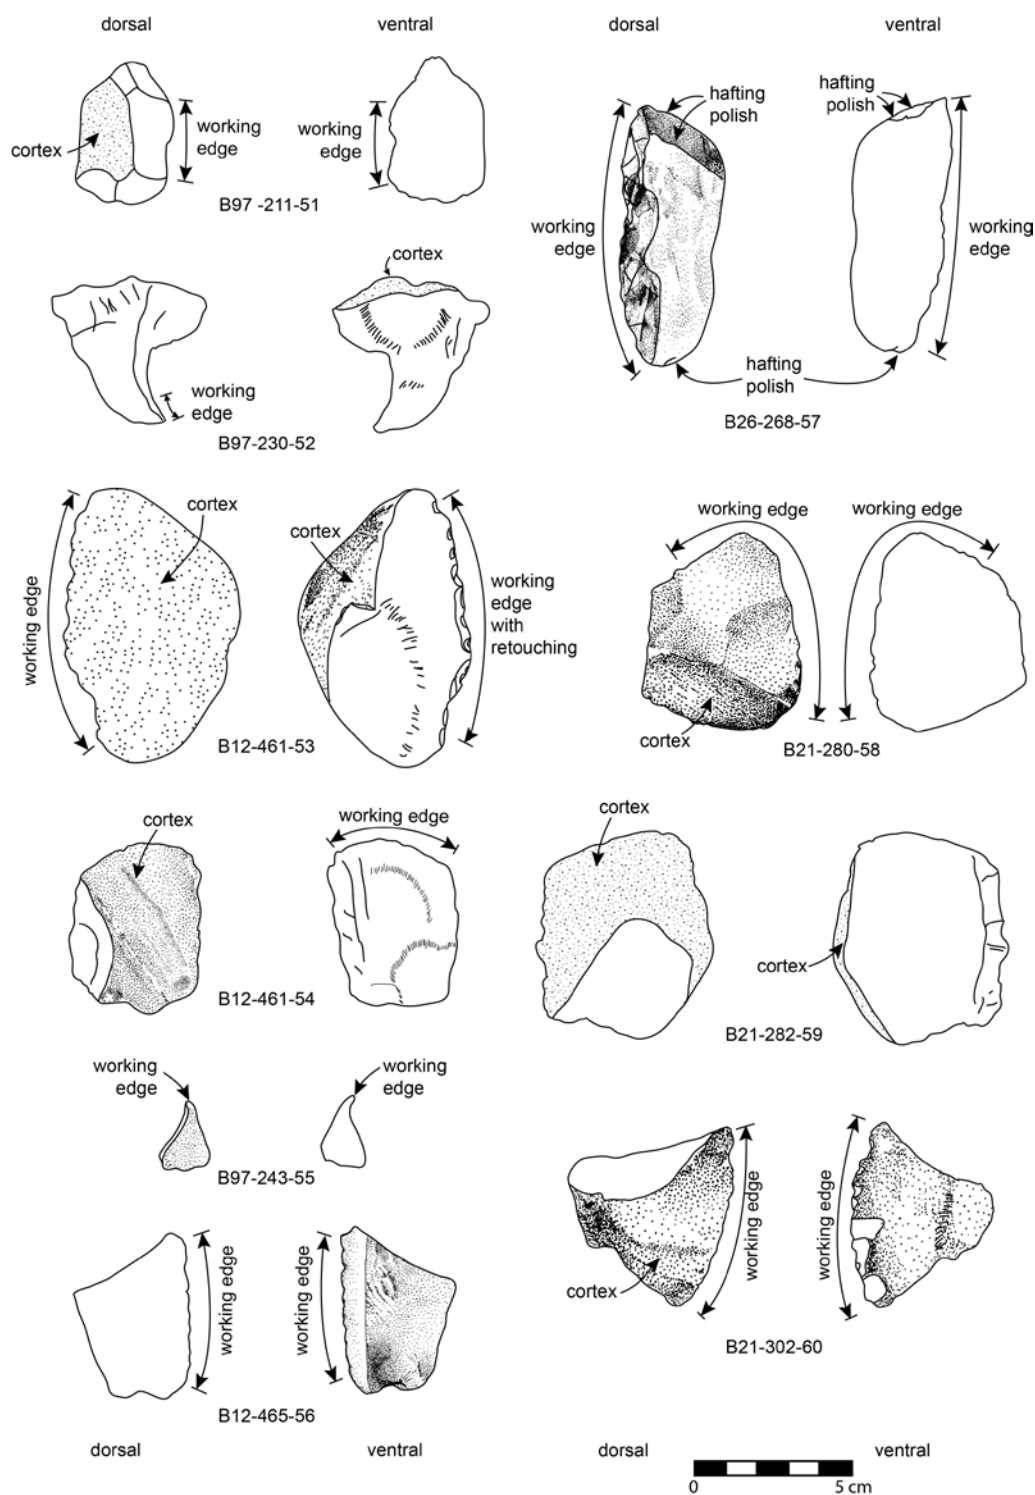 dorsal
ventral
cortex
working
edge
working
edge
B97 -211-51
cortex
working
edge
B97-230-52
working edge
cortex
cortex
working
edge
with
retouching
B12-461-53
cortex
working edge
B12-461-54
working
edge
working
edge
B97-243-55
working edge
working edge
B12-465-56
dorsal
ventral
dorsal
ventral
hafting
polish
hafting
polish
working
edge
working
edge
hafting
polish
B26-268-57
working edge
working edge
cortex
B21-280-58
cortex
cortex
B21-282-59
working edge
working edge
cortex
B21-302-60
dorsal
ventral
0
5 cm